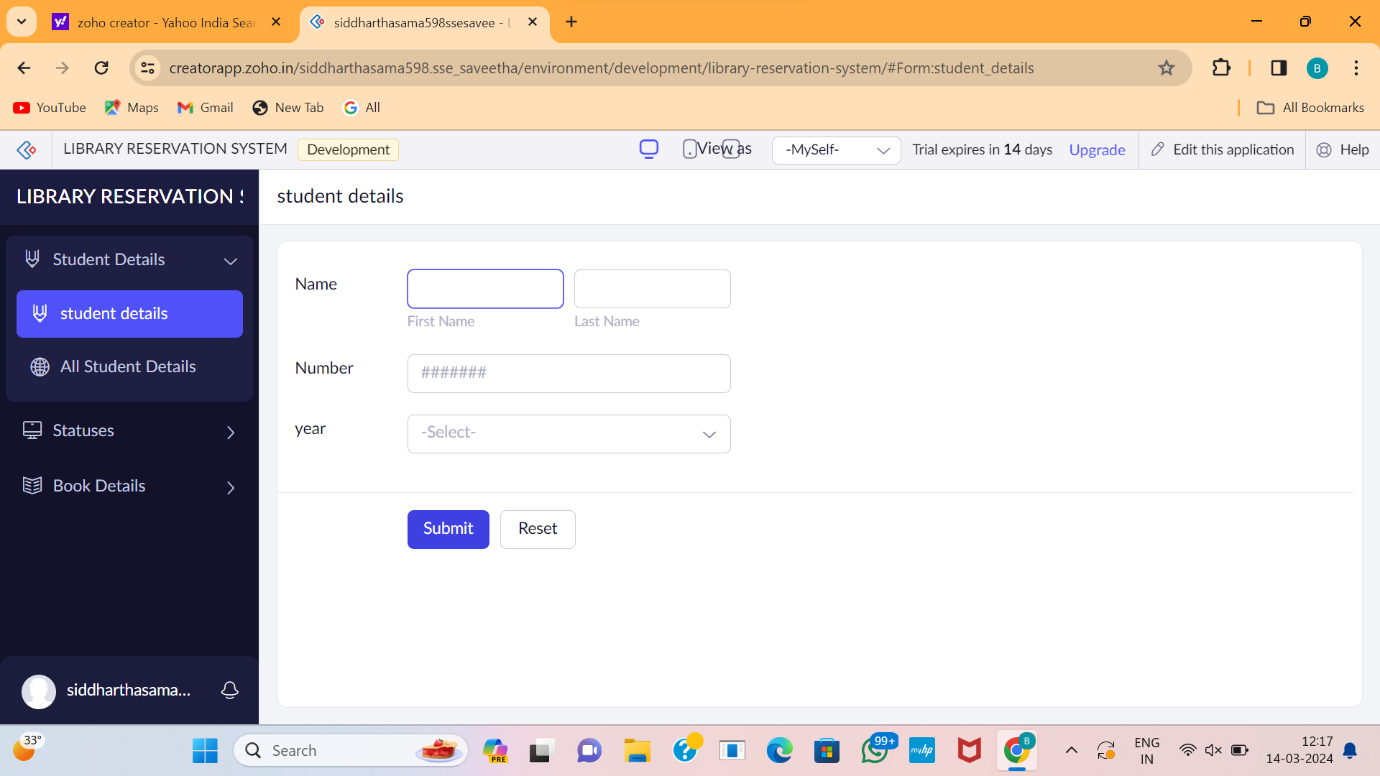 zoho creator - Yahoo India Sear
siddharthasama598ssesavee - L
creatorapp.zoho.in/siddharthasama598.sse_saveetha/environment/development/library-reservation-system/#Form:student_details
B
YouTube
Maps
Gmail
New Tab
All
All Bookmarks
LIBRARY RESERVATION SYSTEM
Development
View as
-MySelf-
Trial expires in 14 days
Upgrade
Edit this application
Help
LIBRARY RESERVATION S
student details
Student Details
student details
All Student Details
Statuses
Book Details
Name
First Name
Last Name
Number
#######
year
-Select-
Submit
Reset
siddharthasama...
33°
Search
PRE
99+
myhp
B
ENG
IN
12:17
14-03-2024